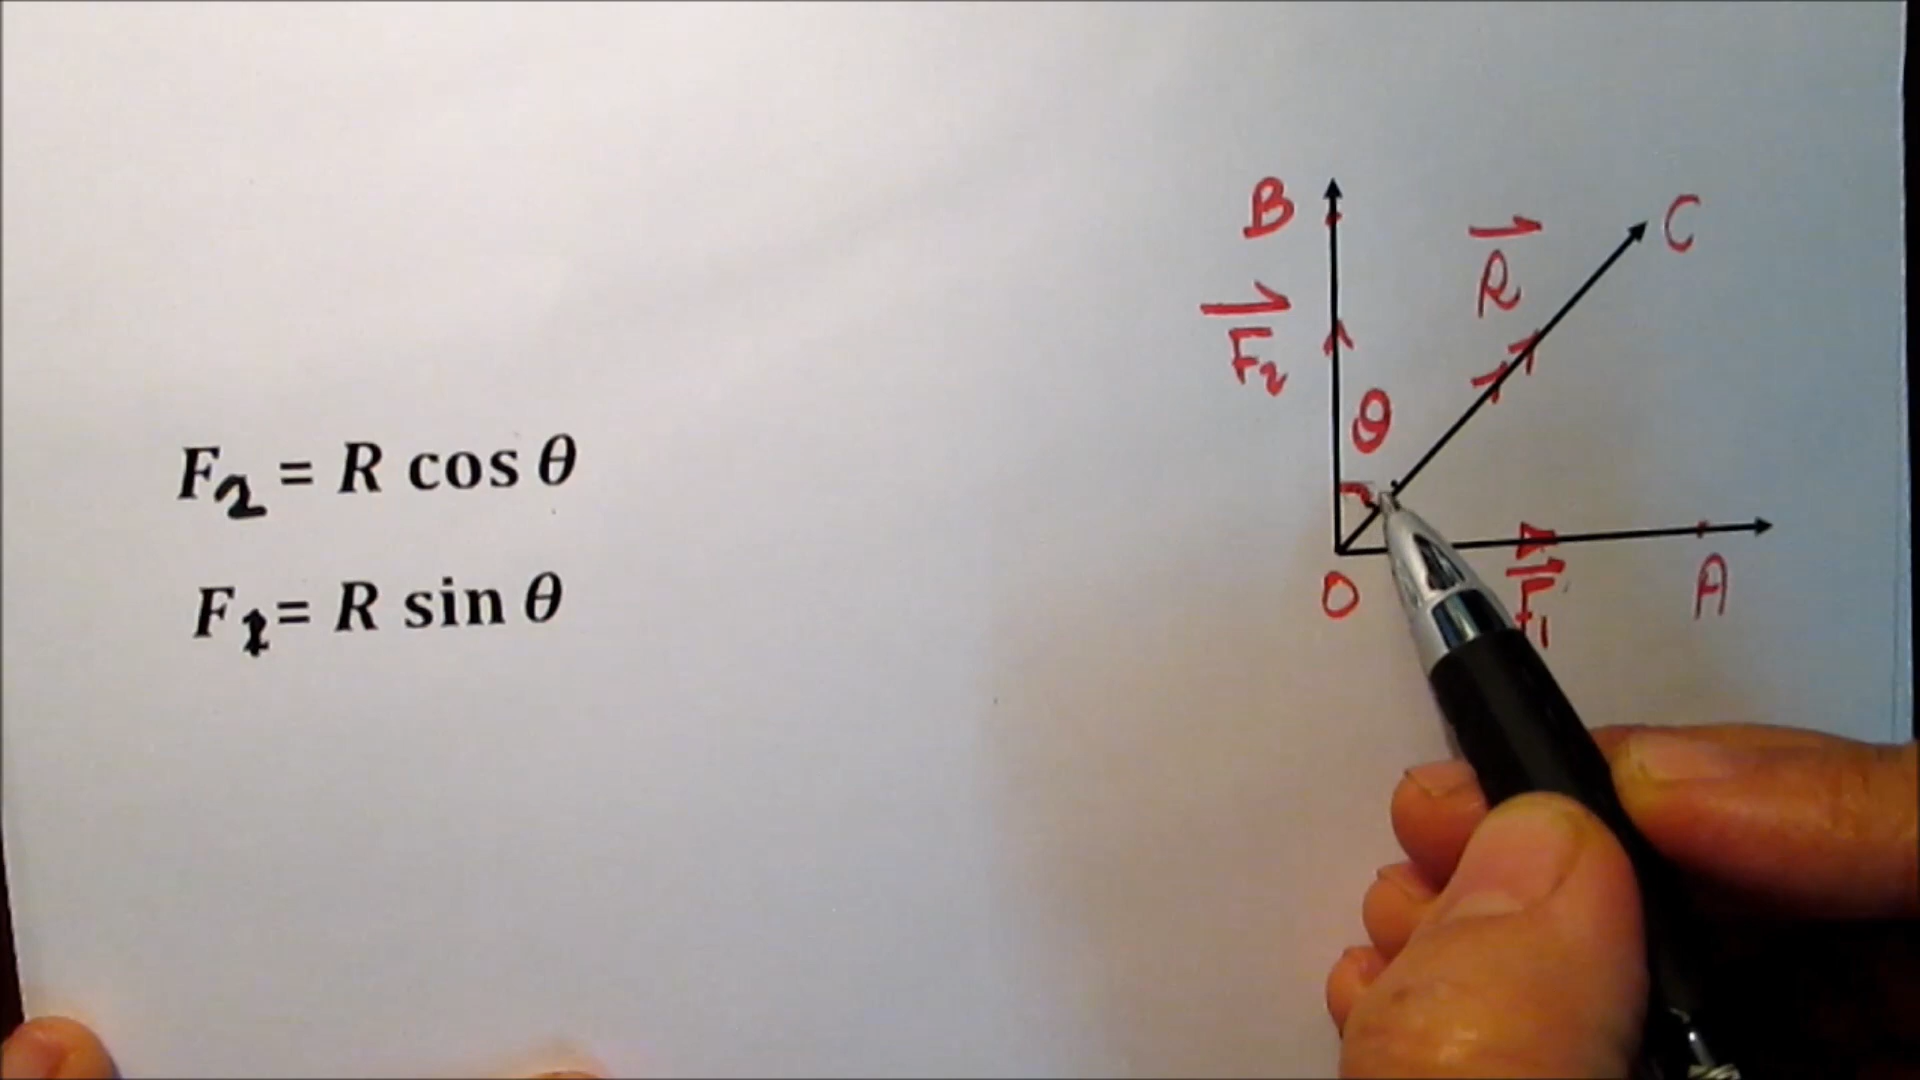 B
C
R
F2
θ
F2 = R cos θ
O
F1
A
F1 = R sin θ